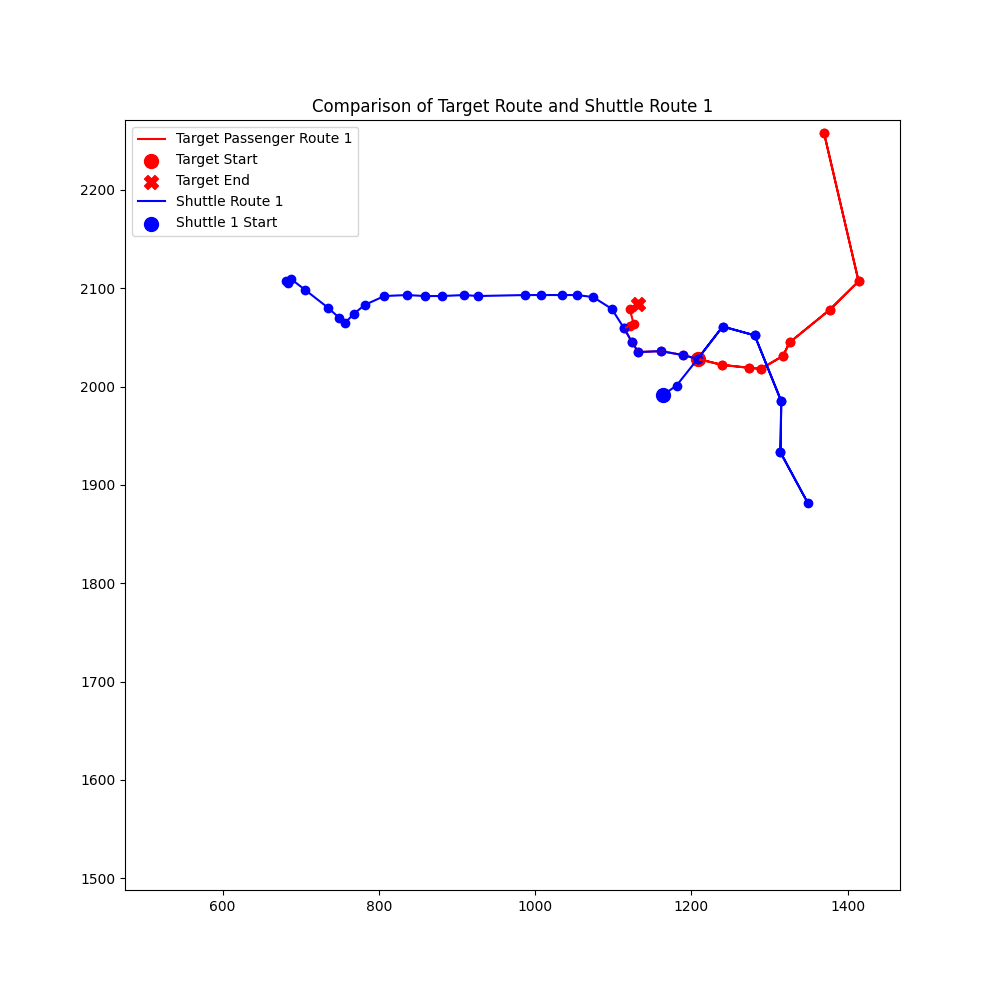 Comparison of Target Route and Shuttle Route 1
Target Passenger Route 1
Target Start
Target End
Shuttle Route 1
Shuttle 1 Start
2200
2100
2000
1900
1800
1700
1600
1500
600 800 1000 1200 1400